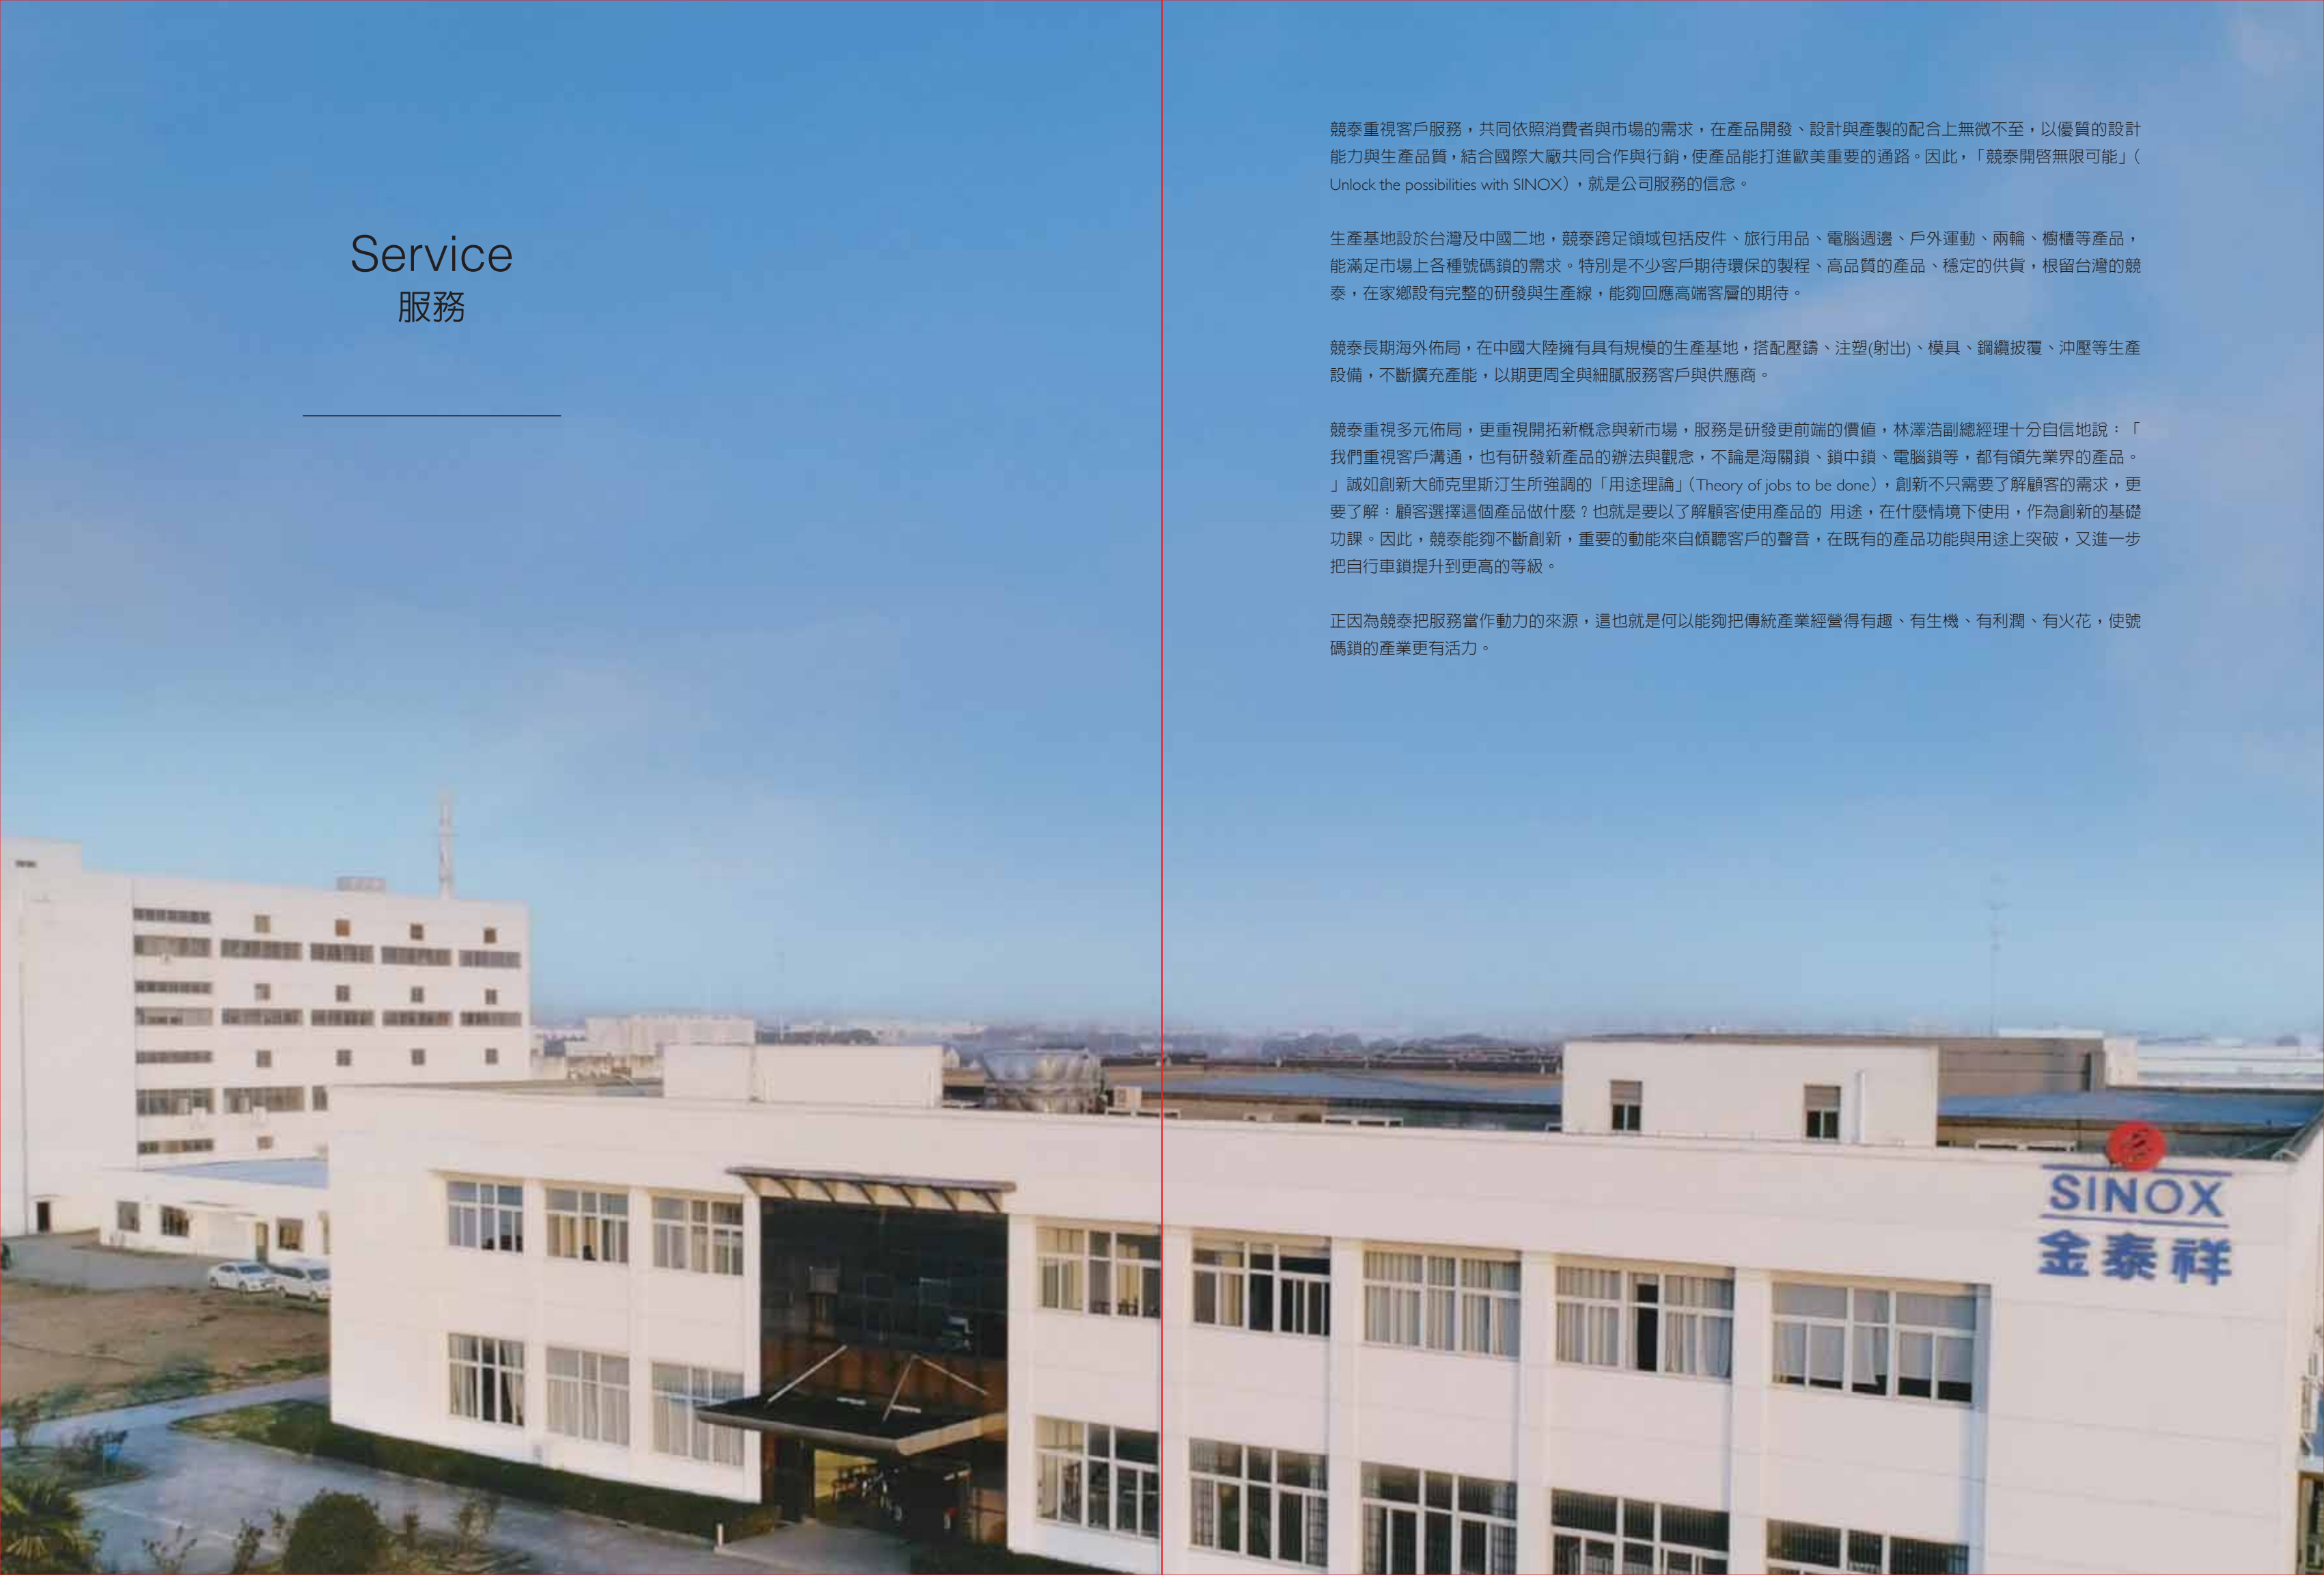 Service
服務
競泰重視客戶服務，共同依照消費者與市場的需求，在產品開發、設計與產製的配合上無微不至，以優質的設計
能力與生產品質，結合國際大廠共同合作與行銷，使產品能打進歐美重要的通路。因此，「競泰開啓無限可能」（
Unlock the possibilities with SINOX），就是公司服務的信念。
生產基地設於台灣及中國二地，競泰跨足領域包括皮件、旅行用品、電腦週邊、戶外運動、兩輪、櫥櫃等產品，
能滿足市場上各種號碼鎖的需求。特別是不少客戶期待環保的製程、高品質的產品、穩定的供貨，根留台灣的競
泰，在家鄉設有完整的研發與生產線，能夠回應高端客層的期待。
競泰長期海外佈局，在中國大陸擁有具有規模的生產基地，搭配壓鑄、注塑(射出)、模具、鋼纜披覆、沖壓等生產
設備，不斷擴充產能，以期更周全與細膩服務客戶與供應商。
競泰重視多元佈局，更重視開拓新概念與新市場，服務是研發更前端的價值，林澤浩副總經理十分自信地說：「
我們重視客戶溝通，也有研發新產品的辦法與觀念，不論是海關鎖、鎖中鎖、電腦鎖等，都有領先業界的產品。
」誠如創新大師克里斯汀生所強調的「用途理論」（Theory of jobs to be done），創新不只需要了解顧客的需求，更
要了解：顧客選擇這個產品做什麼？也就是要以了解顧客使用產品的 用途，在什麼情境下使用，作為創新的基礎
功課。因此，競泰能夠不斷創新，重要的動能來自傾聽客戶的聲音，在既有的產品功能與用途上突破，又進一步
把自行車鎖提升到更高的等級。
正因為競泰把服務當作動力的來源，這也就是何以能夠把傳統產業經營得有趣、有生機、有利潤、有火花，使號
碼鎖的產業更有活力。
SINOX
金泰祥